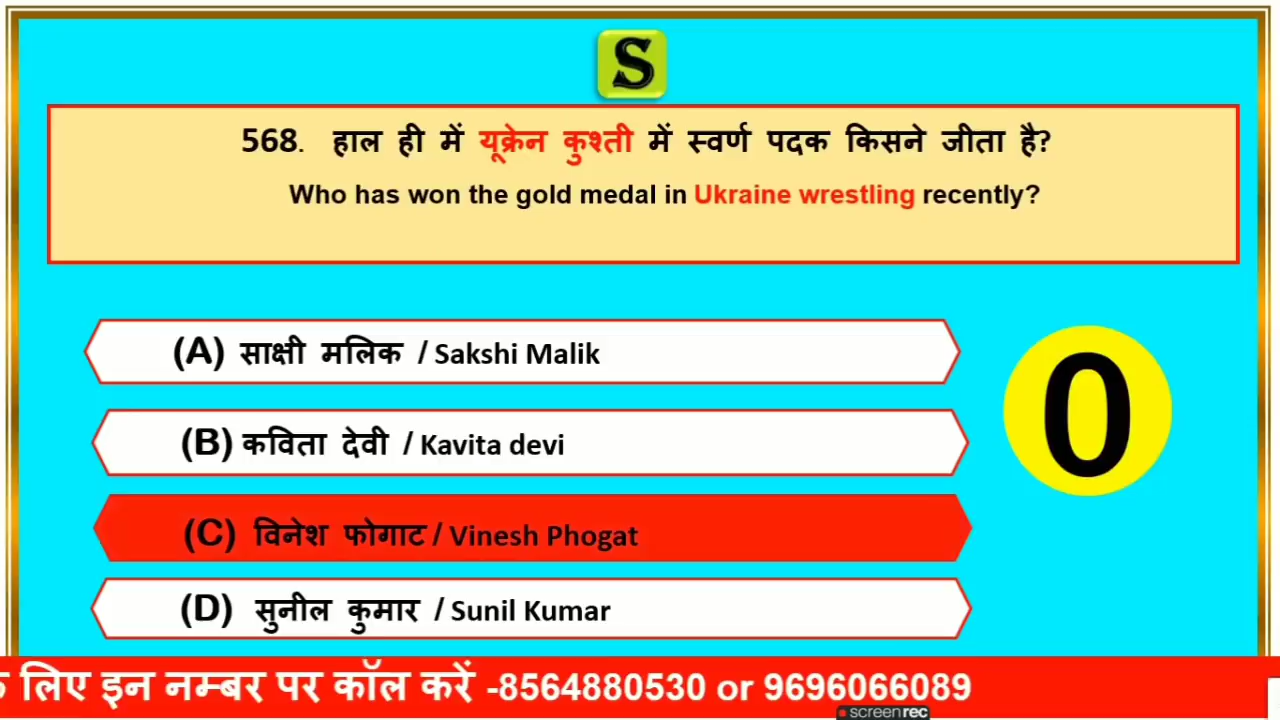 S
568. हाल ही में यूक्रेन कुश्ती में स्वर्ण पदक किसने जीता है?
Who has won the gold medal in Ukraine wrestling recently?
(A) साक्षी मलिक / Sakshi Malik
(B) कविता देवी / Kavita devi
(C) विनेश फोगाट / Vinesh Phogat
(D) सुनील कुमार / Sunil Kumar
0
लिए इन नम्बर पर कॉल करें -8564880530 or 9696066089
screenrec